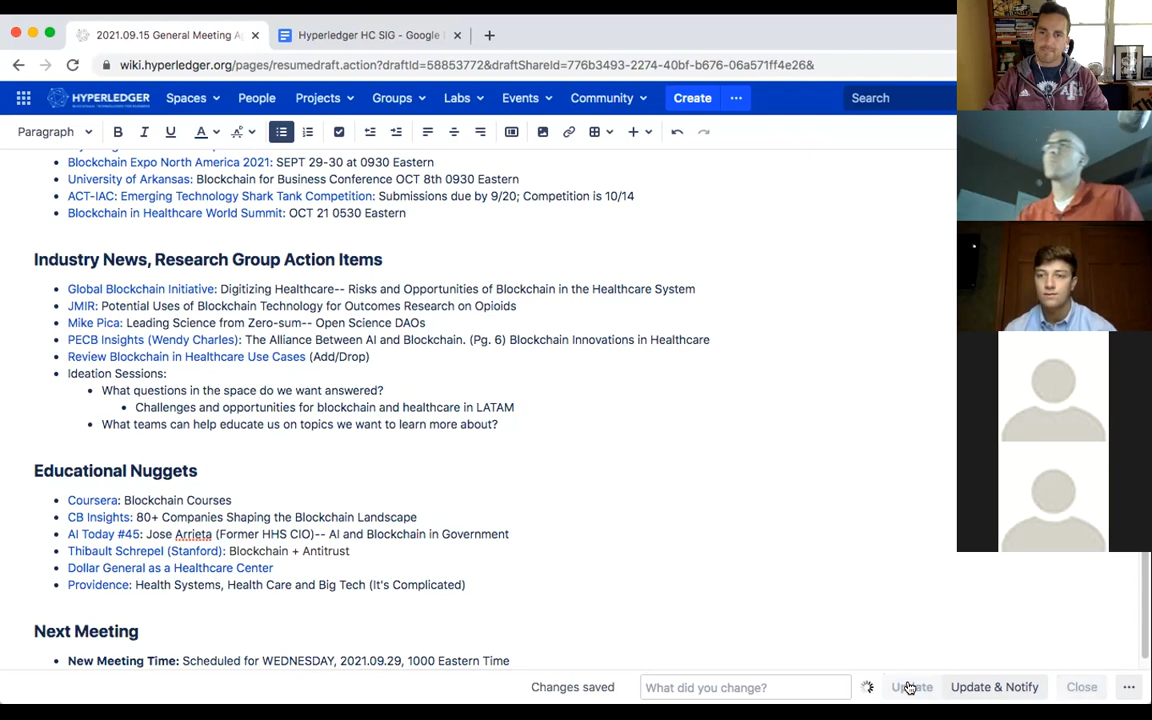 2021.09.15 General Meeting A
Hyperledger HC SIG - Google
wiki.hyperledger.org/pages/resumedraft.action?draftId=58853772&draftShareId=776b3493-2274-40bf-b676-06a571ff4e26&
HYPERLEDGER Spaces People Projects Groups Labs Events Community Create Search
Paragraph B I U A
Blockchain Expo North America 2021: SEPT 29-30 at 0930 Eastern
University of Arkansas: Blockchain for Business Conference OCT 8th 0930 Eastern
ACT-IAC: Emerging Technology Shark Tank Competition: Submissions due by 9/20; Competition is 10/14
Blockchain in Healthcare World Summit: OCT 21 0530 Eastern
Industry News, Research Group Action Items
Global Blockchain Initiative: Digitizing Healthcare-- Risks and Opportunities of Blockchain in the Healthcare System
JMIR: Potential Uses of Blockchain Technology for Outcomes Research on Opioids
Mike Pica: Leading Science from Zero-sum-- Open Science DAOs
PECB Insights (Wendy Charles): The Alliance Between AI and Blockchain. (Pg. 6) Blockchain Innovations in Healthcare
Review Blockchain in Healthcare Use Cases (Add/Drop)
Ideation Sessions:
What questions in the space do we want answered?
Challenges and opportunities for blockchain and healthcare in LATAM
What teams can help educate us on topics we want to learn more about?
Educational Nuggets
Coursera: Blockchain Courses
CB Insights: 80+ Companies Shaping the Blockchain Landscape
AI Today #45: Jose Arrieta (Former HHS CIO)-- AI and Blockchain in Government
Thibault Schrepel (Stanford): Blockchain + Antitrust
Dollar General as a Healthcare Center
Providence: Health Systems, Health Care and Big Tech (It's Complicated)
Next Meeting
New Meeting Time: Scheduled for WEDNESDAY, 2021.09.29, 1000 Eastern Time
Changes saved What did you change? Update Update & Notify Close